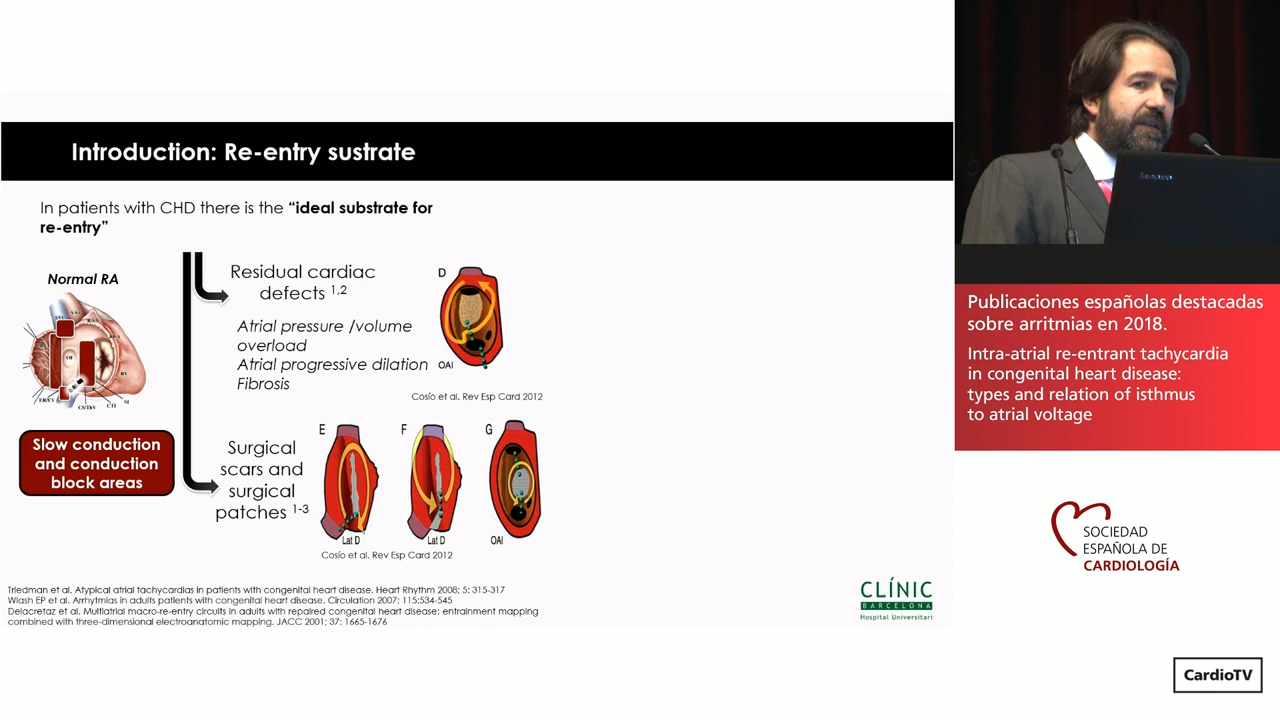 Introduction: Re-entry sustrate
In patients with CHD there is the “ideal substrate for
re-entry”
Normal RA
Slow conduction
and conduction
block areas
Residual cardiac
defects 1,2
Atrial pressure /volume
overload
Atrial progressive dilation
Fibrosis
D
OAI
Cosío et al. Rev Esp Card 2012
Surgical
scars and
surgical
patches 1-3
E
F
G
Lat D
Lat D
OAI
Cosío et al. Rev Esp Card 2012
Triedman et al. Atypical atrial tachycardias in patients with congenital heart disease. Heart Rhythm 2008; 5: 315-317
Wlash EP et al. Arrhytmias in adults patients with congenital heart disease. Circulation 2007; 115:534-545
Delacretaz et al. Multiatrial macro-re-entry circuits in adults with repaired congenital heart disease: entrainment mapping
combined with three-dimensional electroanatomic mapping. JACC 2001; 37: 1665-1676
CLÍNIC
BARCELONA
Hospital Universitari
lenovo
Publicaciones españolas destacadas
sobre arritmias en 2018.
Intra-atrial re-entrant tachycardia
in congenital heart disease:
types and relation of isthmus
to atrial voltage
SOCIEDAD
ESPAÑOLA DE
CARDIOLOGÍA
CardioTV